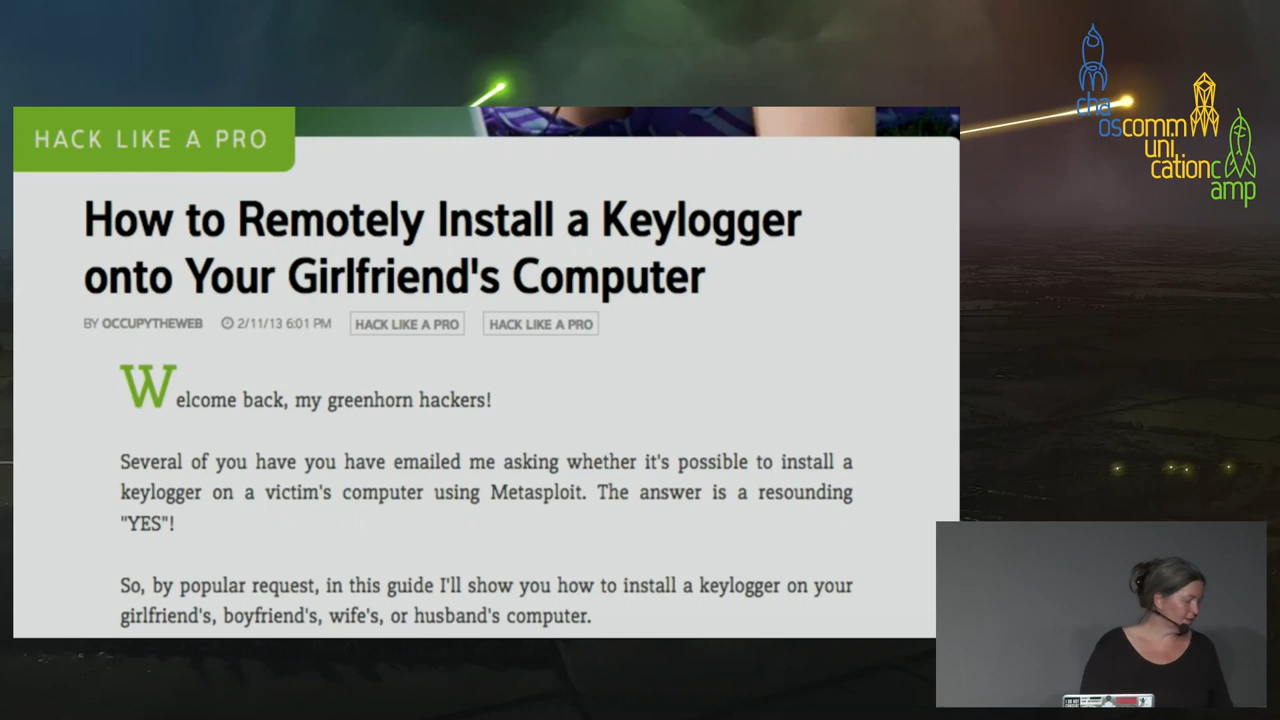 HACK LIKE A PRO
How to Remotely Install a Keylogger
onto Your Girlfriend's Computer
BY OCCUPYTHEWEB 2/11/13 6:01 PM HACK LIKE A PRO HACK LIKE A PRO
Welcome back, my greenhorn hackers!
Several of you have you have emailed me asking whether it's possible to install a
keylogger on a victim's computer using Metasploit. The answer is a resounding
"YES"!
So, by popular request, in this guide I'll show you how to install a keylogger on your
girlfriend's, boyfriend's, wife's, or husband's computer.
cha
oscomm
uni
cationc
amp